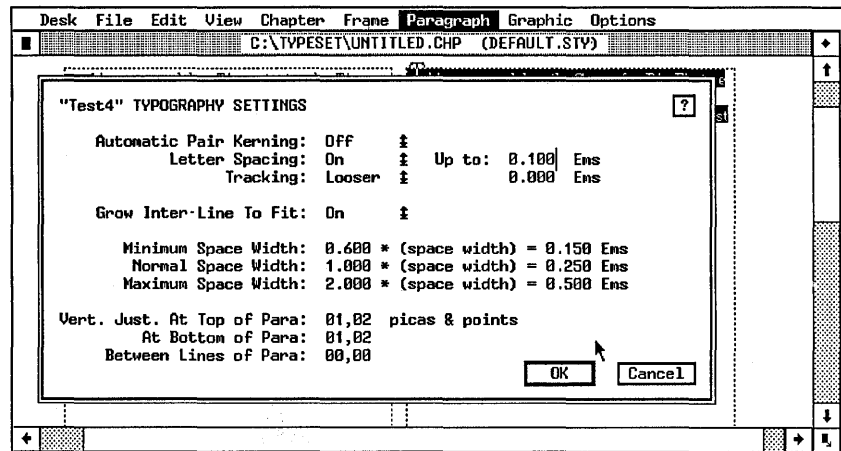 Desk File Edit View Chapter Frame Paragraph Graphic Options
C:\TYPESET\UNTITLED.CHP (DEFAULT.STY)
"Test4" TYPOGRAPHY SETTINGS ?
Automatic Pair Kerning: Off
Letter Spacing: On Up to: 0.100 Ems
Tracking: Looser 0.000 Ems
Grow Inter-Line To Fit: On
Minimum Space Width: 0.600 * (space width) = 0.150 Ems
Normal Space Width: 1.000 * (space width) = 0.250 Ems
Maximum Space Width: 2.000 * (space width) = 0.500 Ems
Vert. Just. At Top of Para: 01,02 picas & points
At Bottom of Para: 01,02
Between Lines of Para: 00,00
OK Cancel